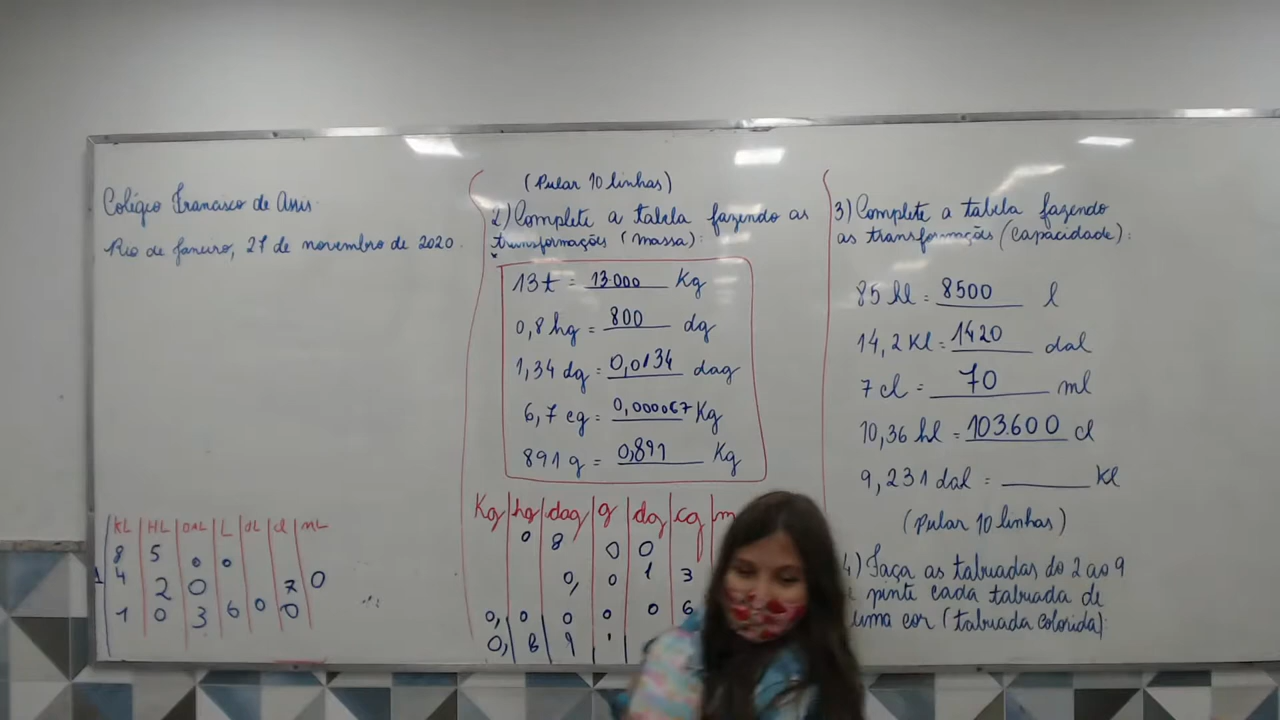 Colégio Francisco de Assis
Rio de Janeiro, 27 de novembro de 2020.
KL HL DAL L dL cl mL
8 5 0 0
14 2 0 7 0
1 0 3 6 0 0
(Pular 10 linhas)
2) Complete a tabela fazendo as
transformações (massa):
13t = 13.000 Kg
0,8 hg = 800 dg
1,34 dg = 0,0134 dag
6,7 cg = 0,000067 Kg
891 g = 0,891 Kg
Kg hg dag g dg cg m
0 8 0 0
0, 0 1 3
0, 0 0 0 0 6
0, 8 9 1
3) Complete a tabela fazendo
as transformações (capacidade):
85 hl = 8500 l
14,2 Kl = 1420 dal
7 cl = 70 ml
10,36 hl = 103.600 cl
9,231 dal = ______ kl
(Pular 10 linhas)
4) Faça as tabuadas do 2 ao 9
e pinte cada tabuada de
uma cor (tabuada colorida).